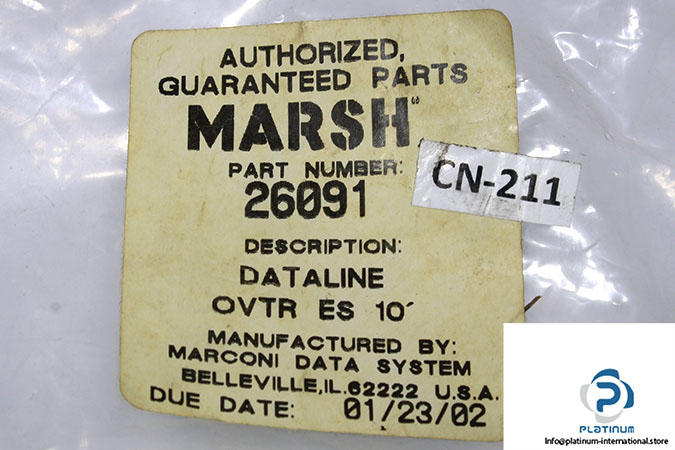 AUTHORIZED,
GUARANTEED PARTS
MARSH®
PART NUMBER:
26091
CN-211
DESCRIPTION:
DATALINE
OVTR ES 10´
MANUFACTURED BY:
MARCONI DATA SYSTEM
BELLEVILLE,IL.62222 U.S.A.
DUE DATE: 01/23/02
PLATINUM
Info@platinum-international.store